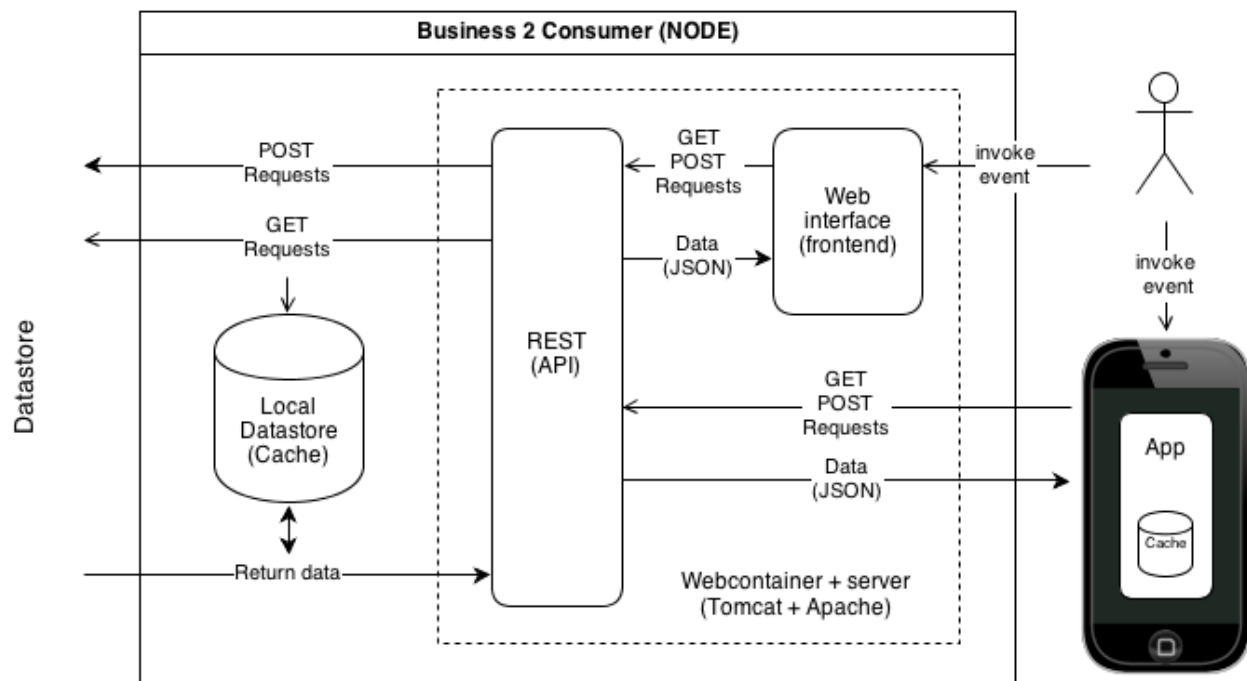 Business 2 Consumer (NODE)
POST
Requests
GET
Requests
GET
POST
Requests
invoke
event
Web
interface
(frontend)
Data
(JSON)
invoke
event
Datastore
REST
(API)
Local
Datastore
(Cache)
GET
POST
Requests
App
Data
(JSON)
Cache
Return data
Webcontainer + server
(Tomcat + Apache)